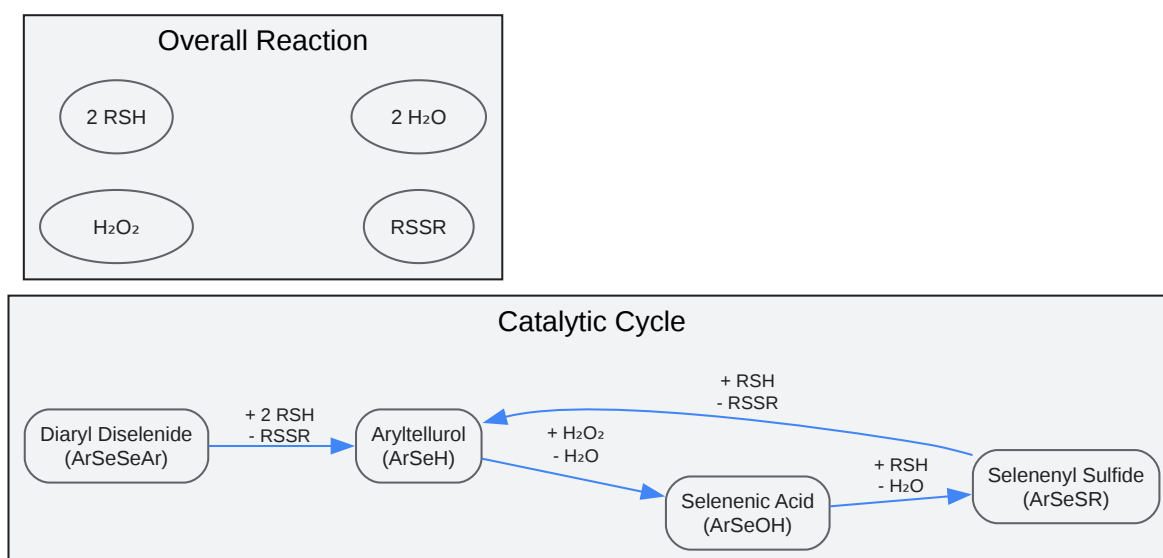 Overall Reaction
2 RSH
2 H₂O
H₂O₂
RSSR
Catalytic Cycle
+ RSH
- RSSR
+ 2 RSH
- RSSR
Diaryl Diselenide
(ArSeSeAr)
Aryltellurol
(ArSeH)
+ H₂O₂
- H₂O
Selenenic Acid
(ArSeOH)
+ RSH
- H₂O
Selenenyl Sulfide
(ArSeSR)